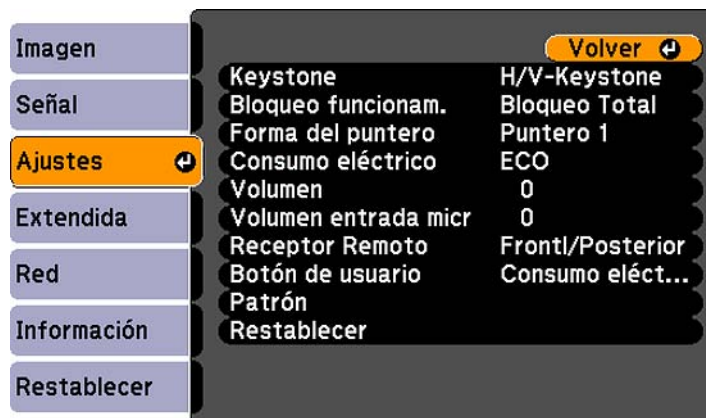 Imagen
Señal
Ajustes
Extendida
Red
Información
Restablecer
Volver
Keystone H/V-Keystone
Bloqueo funcionam. Bloqueo Total
Forma del puntero Puntero 1
Consumo eléctrico ECO
Volumen 0
Volumen entrada micr 0
Receptor Remoto Frontl/Posterior
Botón de usuario Consumo eléct...
Patrón
Restablecer